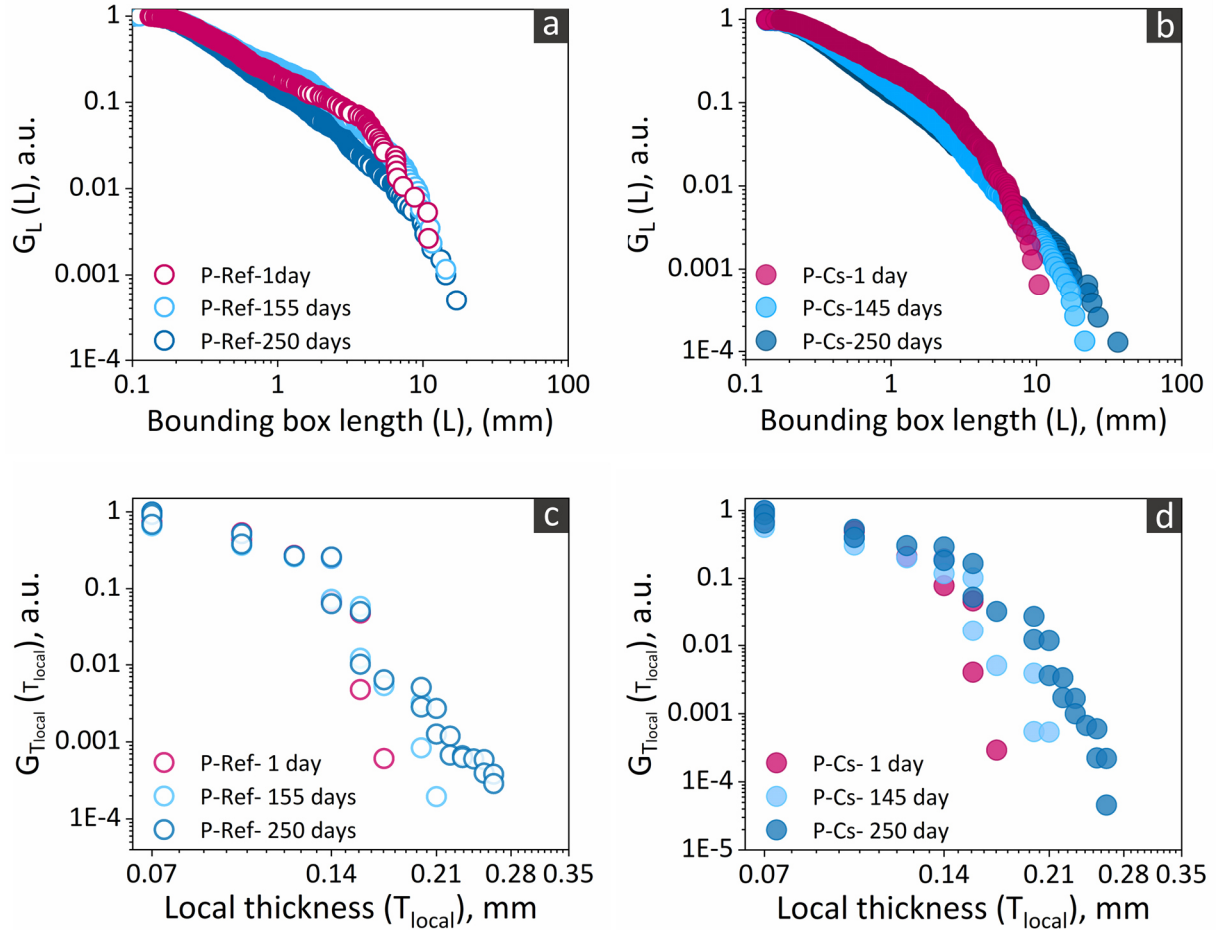 a
1
0.1
0.01
0.001
1E-4
G_L (L), a.u.
P-Ref-1day
P-Ref-155 days
P-Ref-250 days
0.1 1 10 100
Bounding box length (L), (mm)
b
1
0.1
0.01
0.001
1E-4
G_L (L), a.u.
P-Cs-1 day
P-Cs-145 days
P-Cs-250 days
0.1 1 10 100
Bounding box length (L), (mm)
c
1
0.1
0.01
0.001
1E-4
G_Tlocal (Tlocal), a.u.
P-Ref- 1 day
P-Ref- 155 days
P-Ref- 250 days
0.07 0.14 0.21 0.28 0.35
Local thickness (Tlocal), mm
d
1
0.1
0.01
0.001
1E-4
1E-5
G_Tlocal (Tlocal), a.u.
P-Cs- 1 day
P-Cs- 145 day
P-Cs- 250 day
0.07 0.14 0.21 0.28 0.35
Local thickness (Tlocal), mm